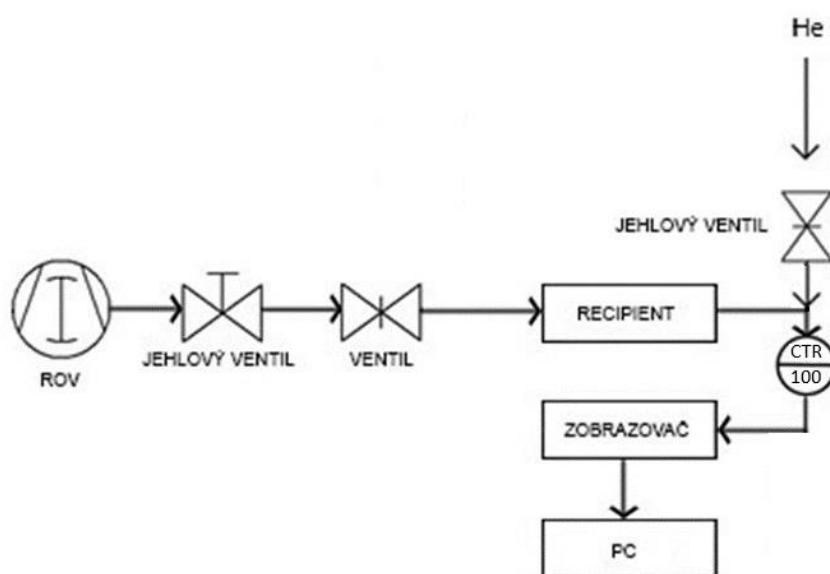 He
JEHLOVÝ VENTIL
RECIPIENT
JEHLOVÝ VENTIL
VENTIL
ROV
CTR
100
ZOBRAZOVAČ
PC